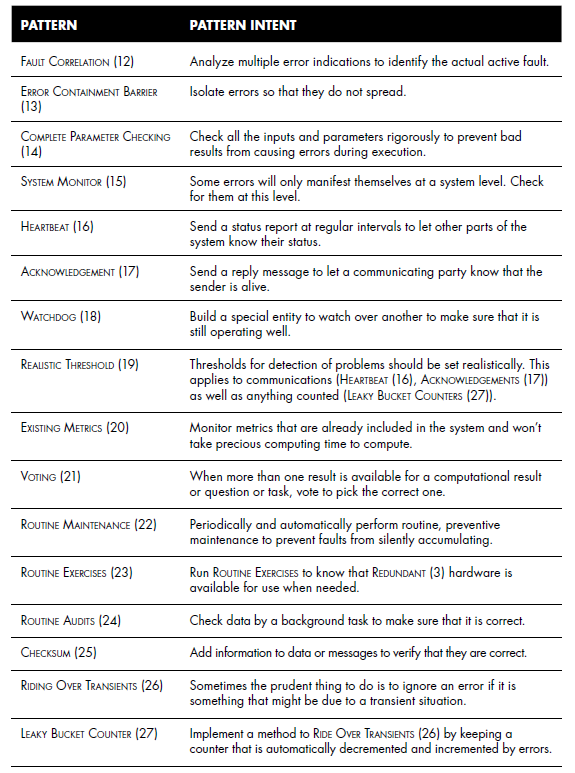 PATTERN PATTERN INTENT
FAULT CORRELATION (12) Analyze multiple error indications to identify the actual active fault.
ERROR CONTAINMENT BARRIER Isolate errors so that they do not spread.
(13)
COMPLETE PARAMETER CHECKING Check all the inputs and parameters rigorously to prevent bad
(14) results from causing errors during execution.
SYSTEM MONITOR (15) Some errors will only manifest themselves at a system level. Check
for them at this level.
HEARTBEAT (16) Send a status report at regular intervals to let other parts of the
system know their status.
ACKNOWLEDGEMENT (17) Send a reply message to let a communicating party know that the
sender is alive.
WATCHDOG (18) Build a special entity to watch over another to make sure that it is
still operating well.
REALISTIC THRESHOLD (19) Thresholds for detection of problems should be set realistically. This
applies to communications (HEARTBEAT (16), ACKNOWLEDGEMENTS (17))
as well as anything counted (LEAKY BUCKET COUNTERS (27)).
EXISTING METRICS (20) Monitor metrics that are already included in the system and won't
take precious computing time to compute.
VOTING (21) When more than one result is available for a computational result
or question or task, vote to pick the correct one.
ROUTINE MAINTENANCE (22) Periodically and automatically perform routine, preventive
maintenance to prevent faults from silently accumulating.
ROUTINE EXERCISES (23) Run ROUTINE EXERCISES to know that REDUNDANT (3) hardware is
available for use when needed.
ROUTINE AUDITS (24) Check data by a background task to make sure that it is correct.
CHECKSUM (25) Add information to data or messages to verify that they are correct.
RIDING OVER TRANSIENTS (26) Sometimes the prudent thing to do is to ignore an error if it is
something that might be due to a transient situation.
LEAKY BUCKET COUNTER (27) Implement a method to RIDE OVER TRANSIENTS (26) by keeping a
counter that is automatically decremented and incremented by errors.